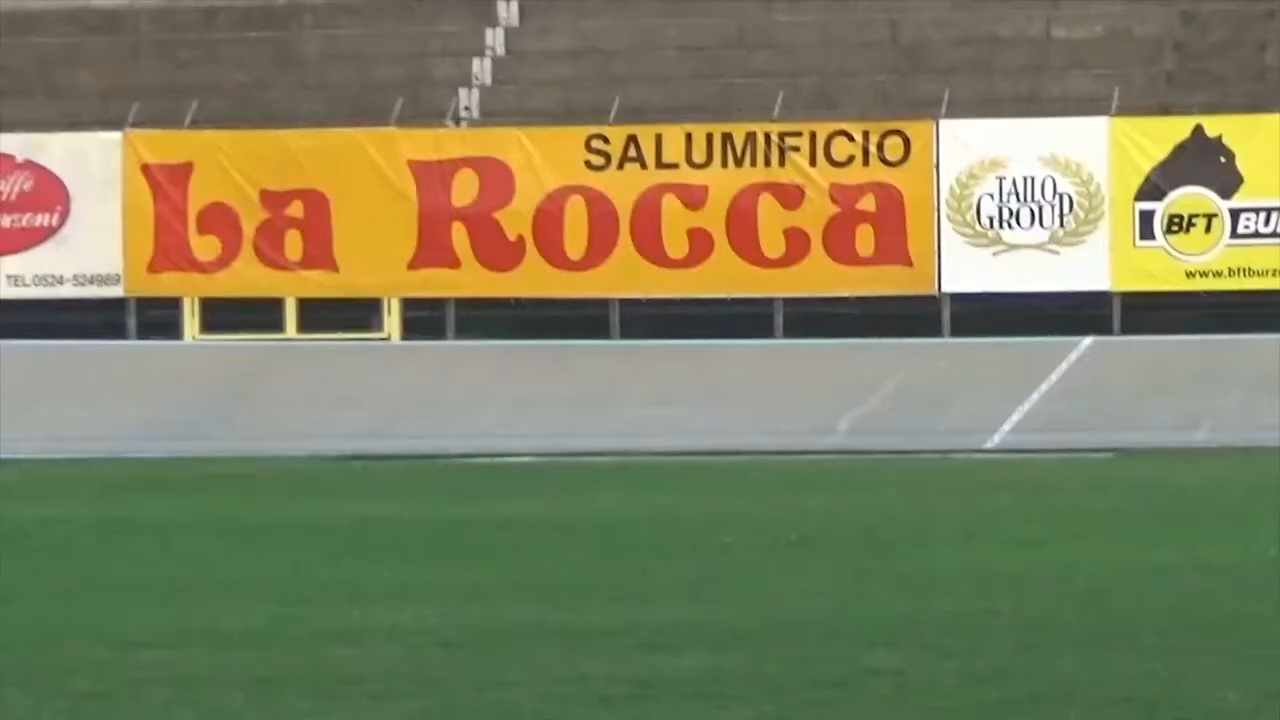 TEL.0524-524989
SALUMIFICIO
La Rocca
TAILO
GROUP
BFT
www.bftburz